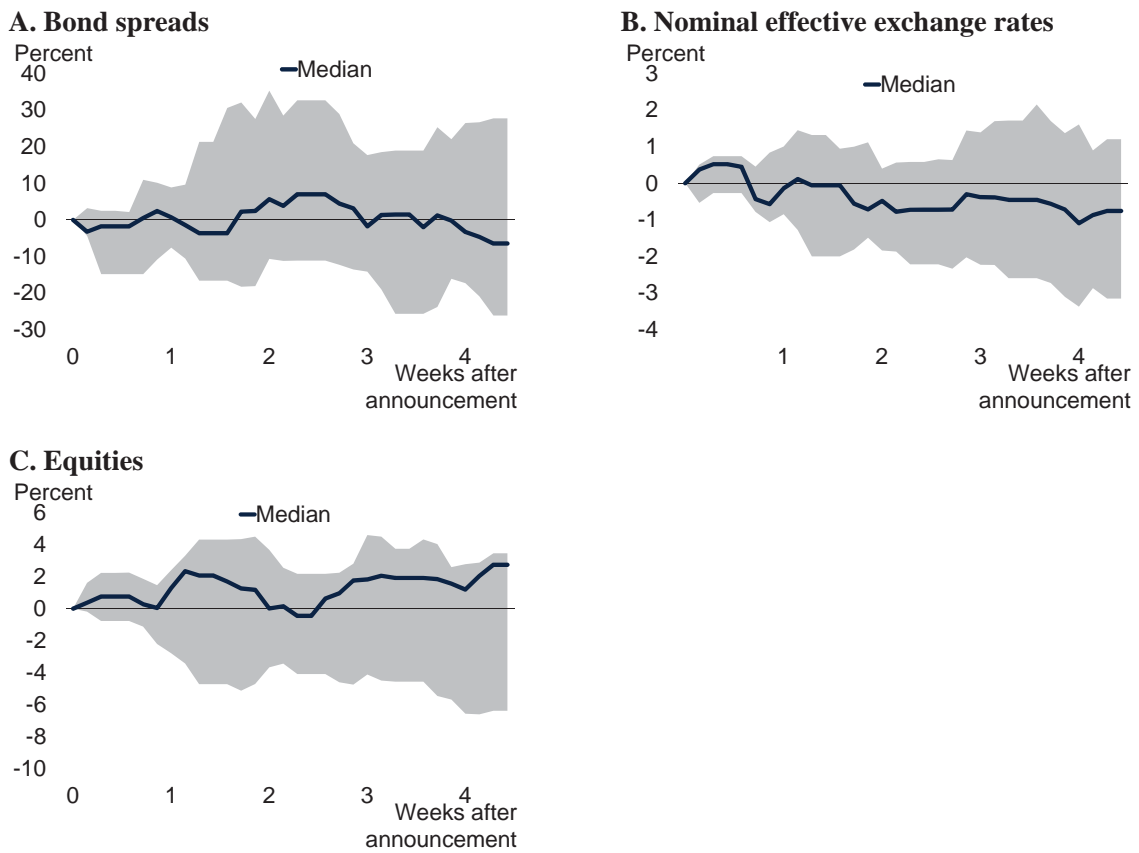 A. Bond spreads
Percent
Median
40
30
20
10
0
-10
-20
-30
0 1 2 3 4
Weeks after
announcement
B. Nominal effective exchange rates
Percent
Median
3
2
1
0
-1
-2
-3
-4
1 2 3 4
Weeks after
announcement
C. Equities
Percent
Median
6
4
2
0
-2
-4
-6
-8
-10
0 1 2 3 4
Weeks after
announcement